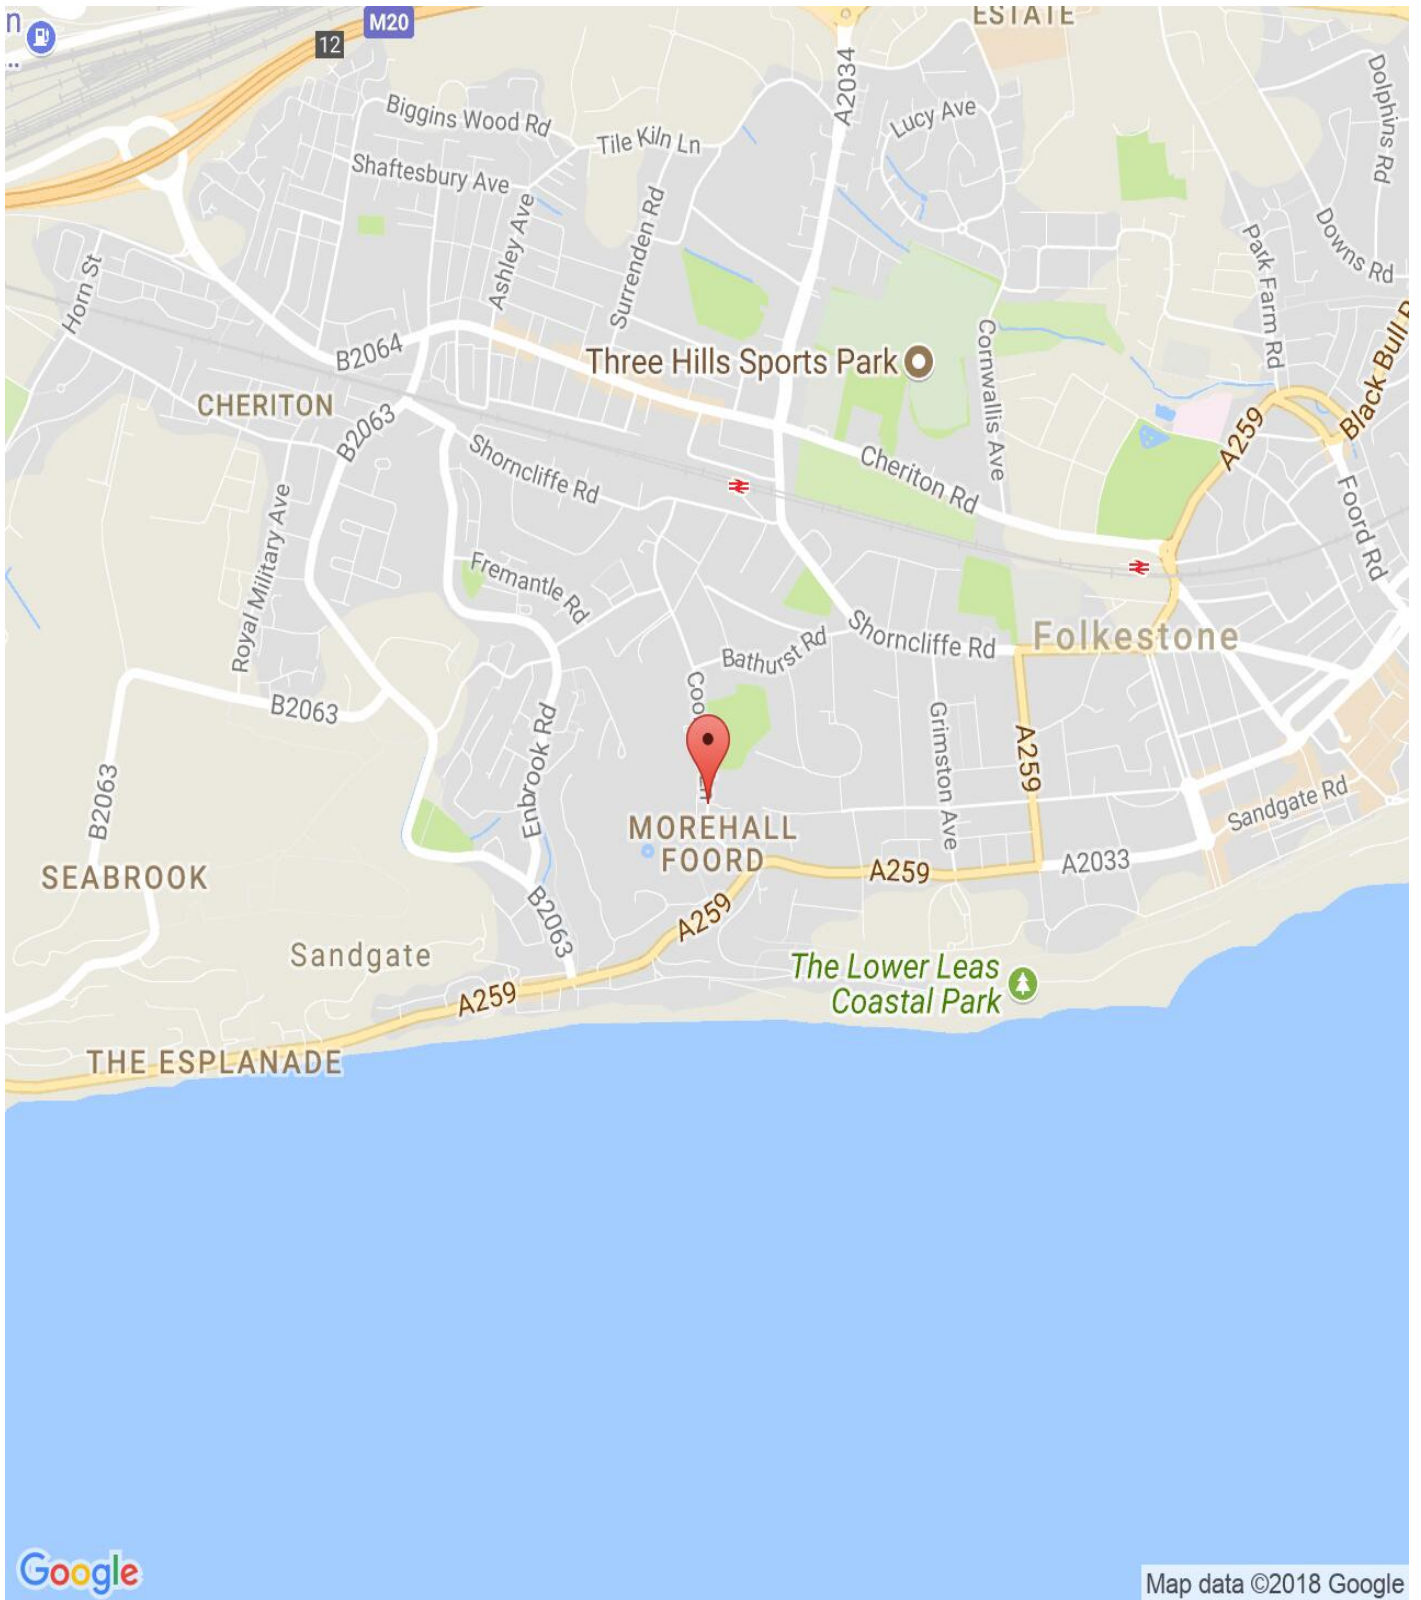 n
..
M20
12
ESTATE
A2034
Dolphins Rd
Biggins Wood Rd
Tile Kiln Ln
Lucy Ave
Shaftesbury Ave
Ashley Ave
Surrenden Rd
Downs Rd
Park Farm Rd
Horn St
B2064
Three Hills Sports Park
Cornwallis Ave
Black Bull R
CHERITON
B2063
A259
Shorncliffe Rd
Cheriton Rd
Foord Rd
Royal Military Ave
Fremantle Rd
Shorncliffe Rd
Folkestone
Bathurst Rd
Coo
B2063
Enbrook Rd
Grimston Ave
A259
B2063
Sandgate Rd
MOREHALL
FOORD
A259
A2033
SEABROOK
B2063
A259
Sandgate
The Lower Leas
Coastal Park
A259
THE ESPLANADE
Google
Map data ©2018 Google